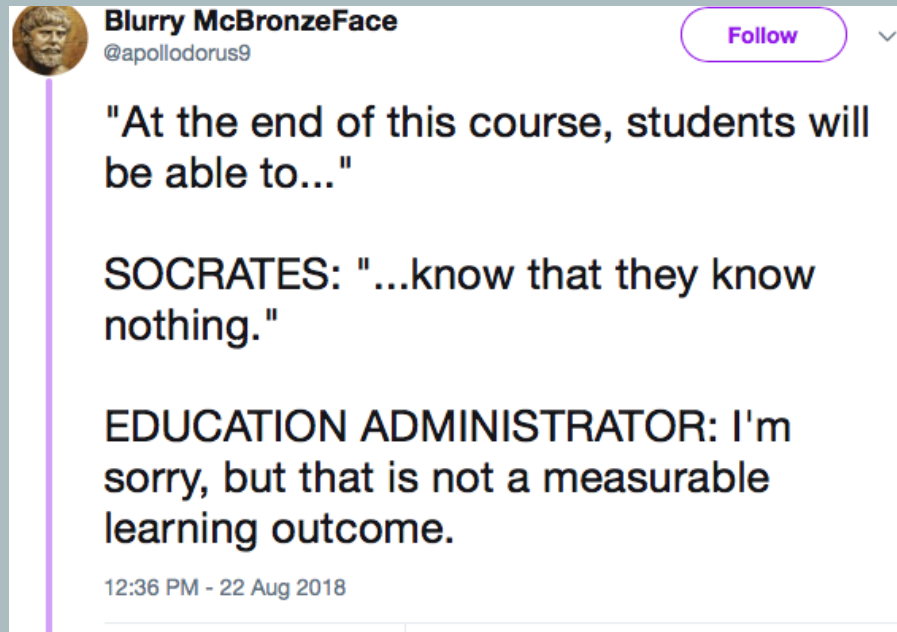 Blurry McBronzeFace
@apollodorus9
Follow
"At the end of this course, students will
be able to..."
SOCRATES: "...know that they know
nothing."
EDUCATION ADMINISTRATOR: I'm
sorry, but that is not a measurable
learning outcome.
12:36 PM - 22 Aug 2018